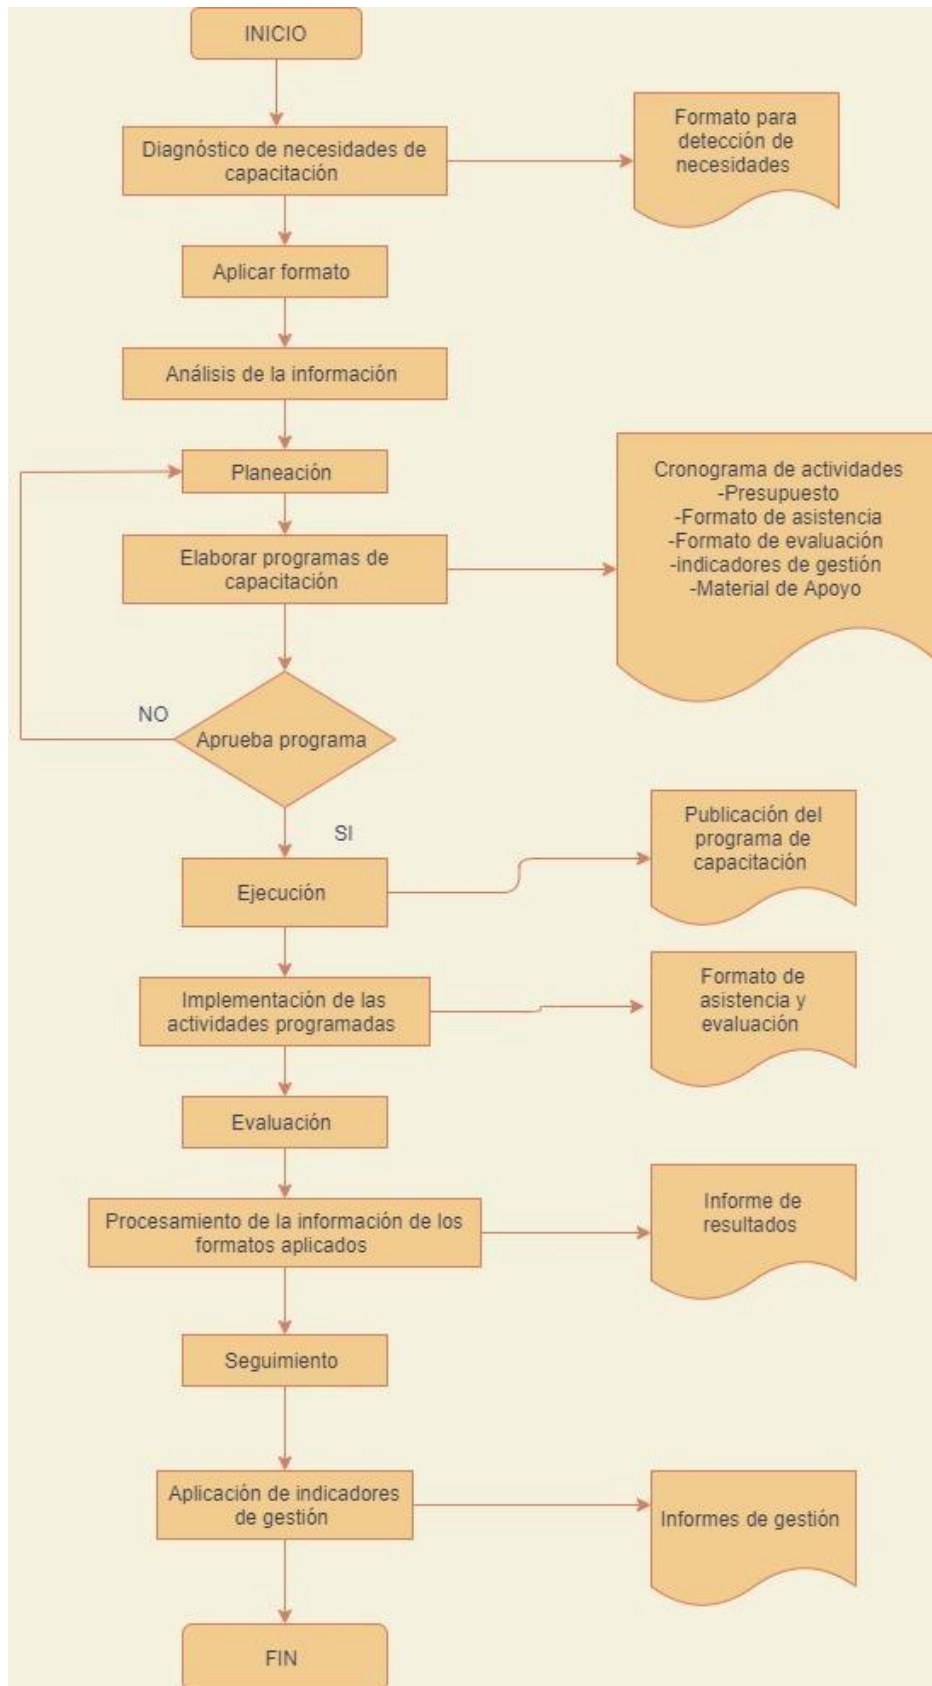 INICIO
Diagnóstico de necesidades de
capacitación
Formato para
detección de
necesidades
Aplicar formato
Análisis de la información
Planeación
Cronograma de actividades
-Presupuesto
-Formato de asistencia
-Formato de evaluación
-indicadores de gestión
-Material de Apoyo
Elaborar programas de
capacitación
NO
Aprueba programa
SI
Publicación del
programa de
capacitación
Ejecución
Implementación de las
actividades programadas
Formato de
asistencia y
evaluación
Evaluación
Procesamiento de la información de los
formatos aplicados
Informe de
resultados
Seguimiento
Aplicación de indicadores
de gestión
Informes de gestión
FIN